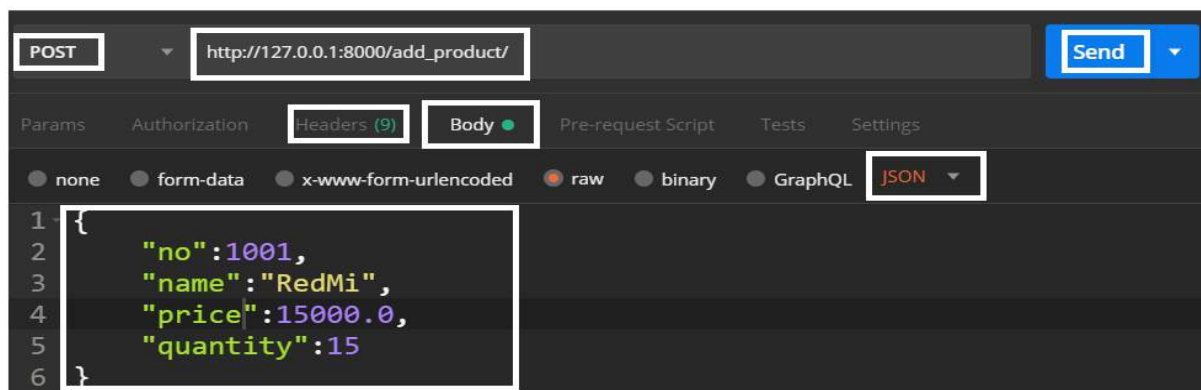 POST http://127.0.0.1:8000/add_product/ Send
Params Authorization Headers (9) Body Pre-request Script Tests Settings
none form-data x-www-form-urlencoded raw binary GraphQL JSON
1 {
2 "no":1001,
3 "name":"RedMi",
4 "price":15000.0,
5 "quantity":15
6 }